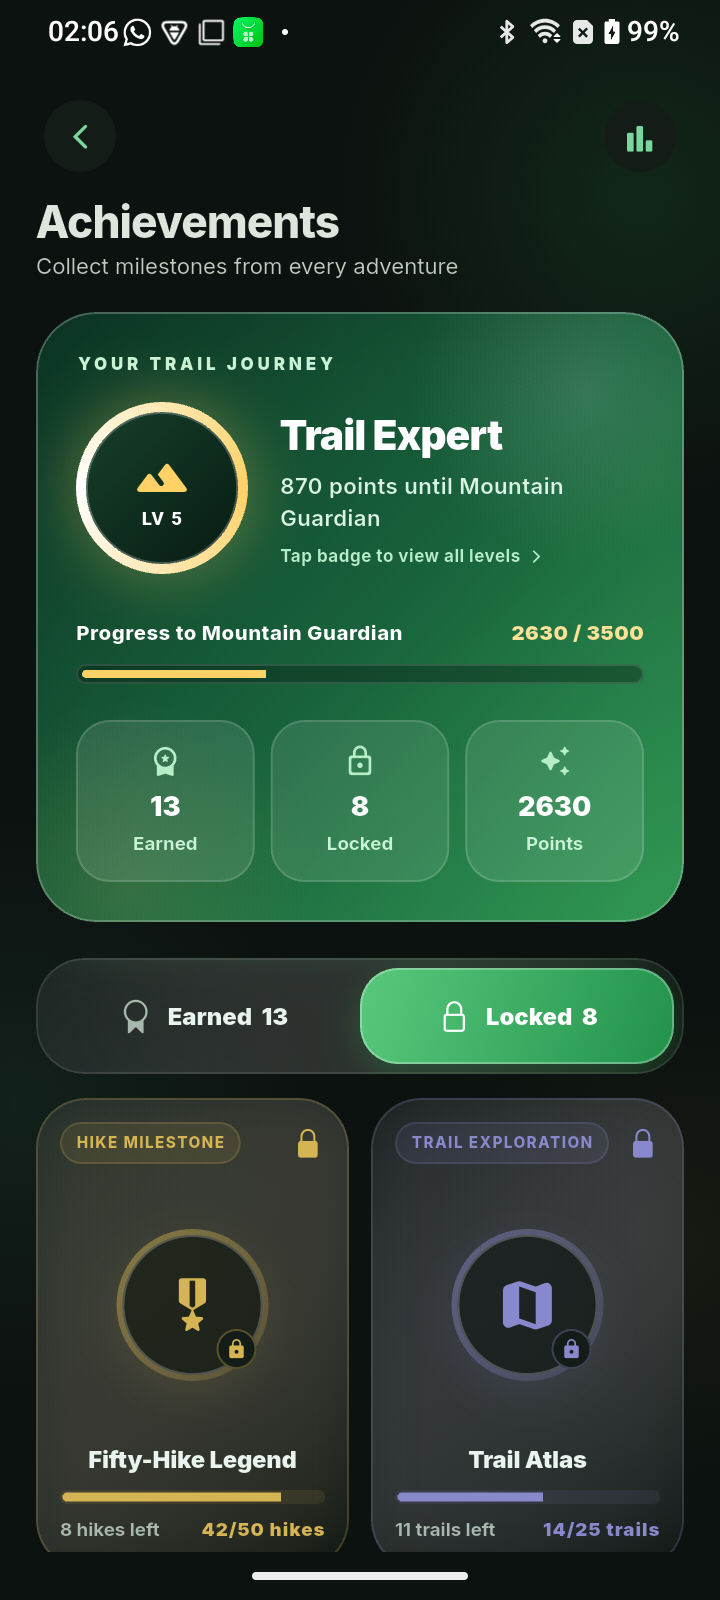 02:06
99%
Achievements
Collect milestones from every adventure
YOUR TRAIL JOURNEY
LV 5
Trail Expert
870 points until Mountain
Guardian
Tap badge to view all levels
Progress to Mountain Guardian
2630 / 3500
13
Earned
8
Locked
2630
Points
Earned 13
Locked 8
HIKE MILESTONE
Fifty-Hike Legend
8 hikes left
42/50 hikes
TRAIL EXPLORATION
Trail Atlas
11 trails left
14/25 trails